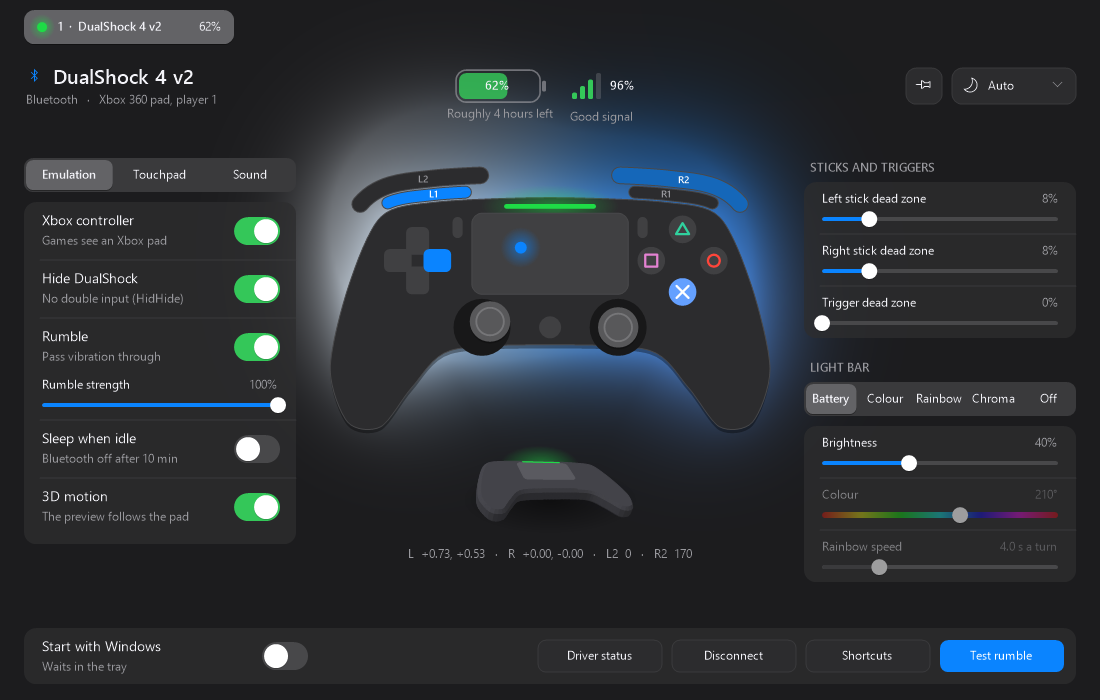 1 · DualShock 4 v2 62%
DualShock 4 v2
Bluetooth · Xbox 360 pad, player 1
62%
Roughly 4 hours left
96%
Good signal
Auto
Emulation Touchpad Sound
Xbox controller
Games see an Xbox pad
Hide DualShock
No double input (HidHide)
Rumble
Pass vibration through
Rumble strength 100%
Sleep when idle
Bluetooth off after 10 min
3D motion
The preview follows the pad
L2
L1
R2
R1
L +0.73, +0.53 · R +0.00, -0.00 · L2 0 · R2 170
STICKS AND TRIGGERS
Left stick dead zone 8%
Right stick dead zone 8%
Trigger dead zone 0%
LIGHT BAR
Battery Colour Rainbow Chroma Off
Brightness 40%
Colour 210°
Rainbow speed 4.0 s a turn
Start with Windows
Waits in the tray
Driver status Disconnect Shortcuts Test rumble